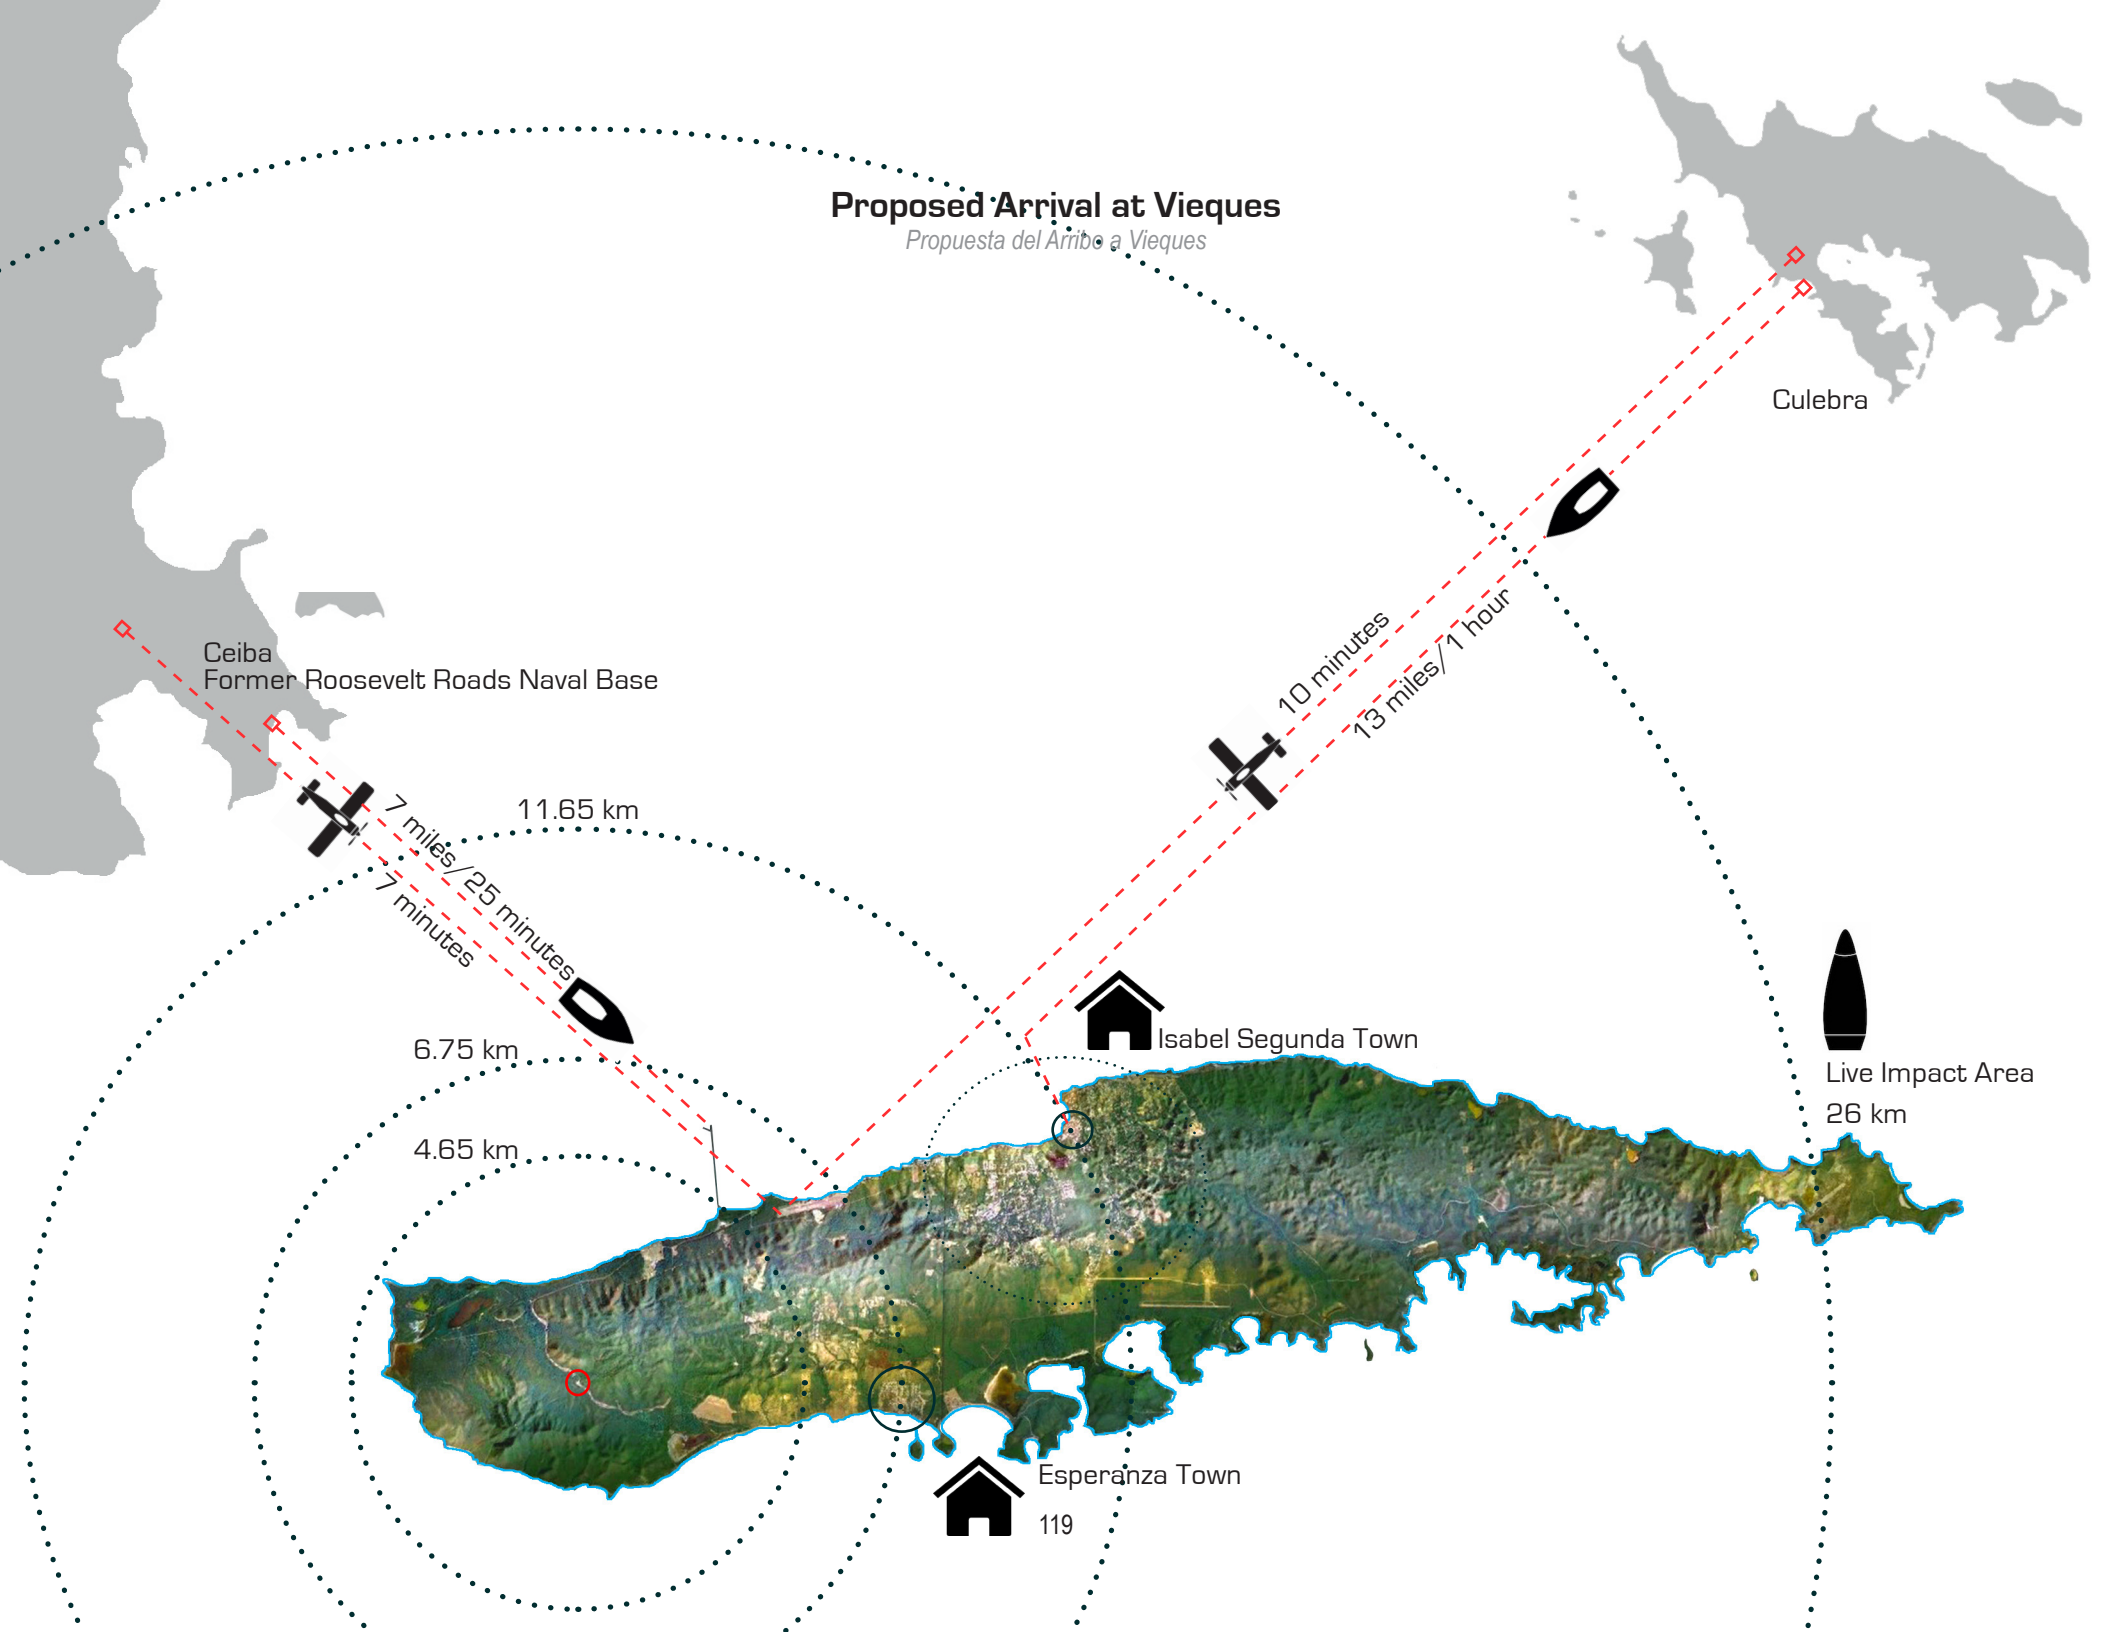 Proposed Arrival at Vieques
Propuesta del Arribo a Vieques
Culebra
Ceiba
Former Roosevelt Roads Naval Base
10 minutes
13 miles/1 hour
11.65 km
7 miles/25 minutes
7 minutes
6.75 km
4.65 km
Isabel Segunda Town
Live Impact Area
26 km
Esperanza Town
119